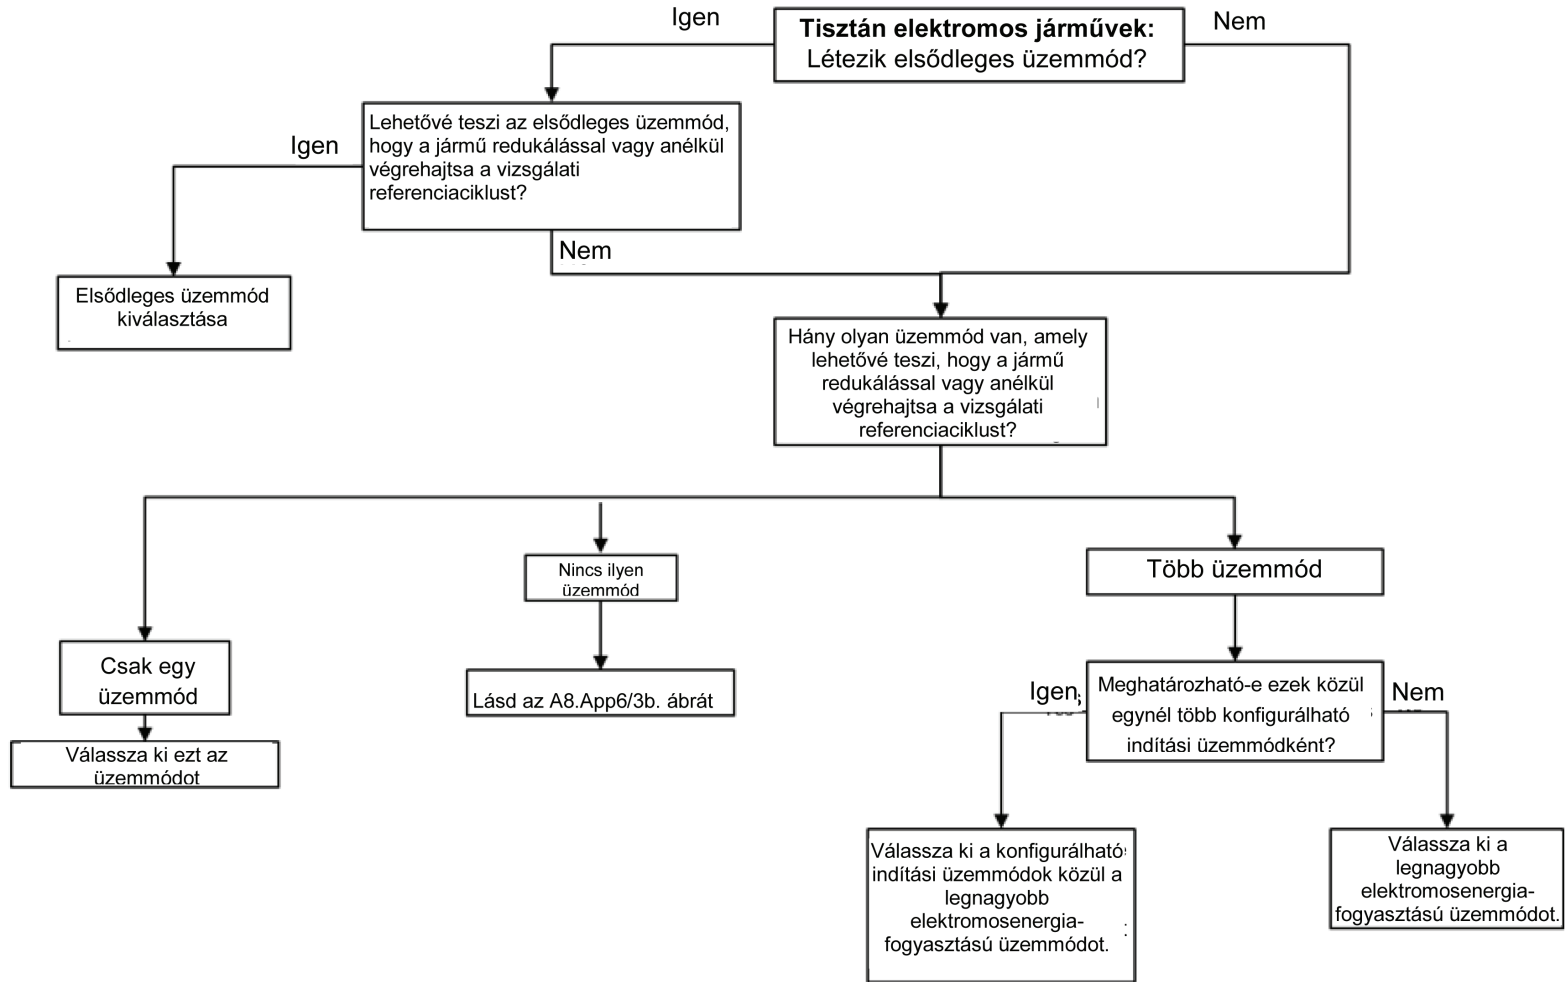 Igen
Tisztán elektromos járművek:
Létezik elsődleges üzemmód?
Nem
Lehetővé teszi az elsődleges üzemmód,
hogy a jármű redukálással vagy anélkül
végrehajtsa a vizsgálati
referenciaciklust?
Igen
Nem
Elsődleges üzemmód
kiválasztása
Hány olyan üzemmód van, amely
lehetővé teszi, hogy a jármű
redukálással vagy anélkül
végrehajtsa a vizsgálati
referenciaciklust?
Nincs ilyen
üzemmód
Több üzemmód
Csak egy
üzemmód
Lásd az A8.App6/3b. ábrát
Igen
Meghatározható-e ezek közül
egynél több konfigurálható
indítási üzemmódként?
Nem
Válassza ki ezt az
üzemmódot
Válassza ki a konfigurálható
indítási üzemmódok közül a
legnagyobb
elektromosenergia-
fogyasztású üzemmódot.
Válassza ki a
legnagyobb
elektromosenergia-
fogyasztású üzemmódot.